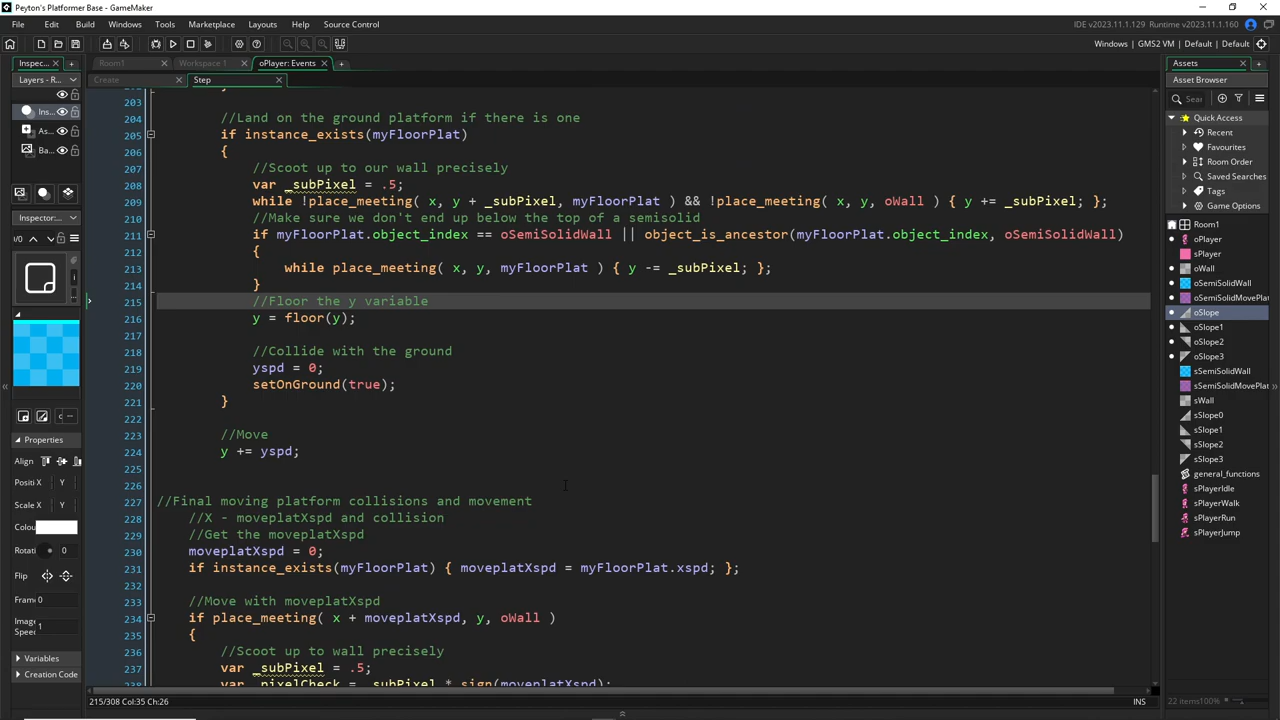 Peyton's Platformer Base - GameMaker
File Edit Build Windows Tools Marketplace Layouts Help Source Control
IDE v2023.11.1.129 Runtime v2023.11.1.160
Windows | GMS2 VM | Default | Default
Inspec...
Room1
Workspace 1
oPlayer: Events
Assets
Layers - R...
Create
Step
Asset Browser
Ins...
As...
Ba...
Sear
Quick Access
Recent
Favourites
Room Order
Saved Searches
Tags
Game Options
Room1
oPlayer
sPlayer
oWall
oSemiSolidWall
oSemiSolidMovePlat
oSlope
oSlope1
oSlope2
oSlope3
sSemiSolidWall
sSemiSolidMovePlat
sWall
sSlope0
sSlope1
sSlope2
sSlope3
general_functions
sPlayerIdle
sPlayerWalk
sPlayerRun
sPlayerJump
Inspector:
Properties
Align
Positi X Y
Scale X Y
Colou
Rotati 0
Flip
Fram 0
Imag
Speec 1
Variables
Creation Code
203
204 //Land on the ground platform if there is one
205 if instance_exists(myFloorPlat)
206 {
207 //Scoot up to our wall precisely
208 var _subPixel = .5;
209 while !place_meeting( x, y + _subPixel, myFloorPlat ) && !place_meeting( x, y, oWall ) { y += _subPixel; };
210 //Make sure we don't end up below the top of a semisolid
211 if myFloorPlat.object_index == oSemiSolidWall || object_is_ancestor(myFloorPlat.object_index, oSemiSolidWall)
212 {
213 while place_meeting( x, y, myFloorPlat ) { y -= _subPixel; };
214 }
215 //Floor the y variable
216 y = floor(y);
217
218 //Collide with the ground
219 yspd = 0;
220 setOnGround(true);
221 }
222
223 //Move
224 y += yspd;
225
226
227 //Final moving platform collisions and movement
228 //X - moveplatXspd and collision
229 //Get the moveplatXspd
230 moveplatXspd = 0;
231 if instance_exists(myFloorPlat) { moveplatXspd = myFloorPlat.xspd; };
232
233 //Move with moveplatXspd
234 if place_meeting( x + moveplatXspd, y, oWall )
235 {
236 //Scoot up to wall precisely
237 var _subPixel = .5;
238 var _pixelCheck = _subPixel * sign(moveplatXspd);
215/308 Col:35 Ch:26
INS
22 items 100%